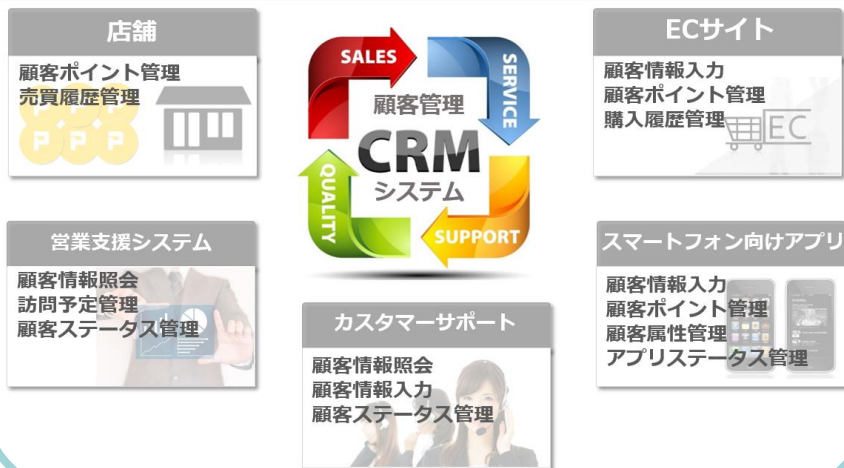 店舗
顧客ポイント管理
売買履歴管理
P P P
P P P
SALES
SERVICE
顧客管理
CRM
システム
QUALITY
SUPPORT
ECサイト
顧客情報入力
顧客ポイント管理
購入履歴管理
EC
営業支援システム
顧客情報照会
訪問予定管理
顧客ステータス管理
カスタマーサポート
顧客情報照会
顧客情報入力
顧客ステータス管理
スマートフォン向けアプリ
顧客情報入力
顧客ポイント管理
顧客属性管理
アプリステータス管理